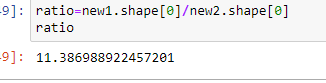 9]: ratio=new1.shape[0]/new2.shape[0]
ratio
9]: 11.386988922457201